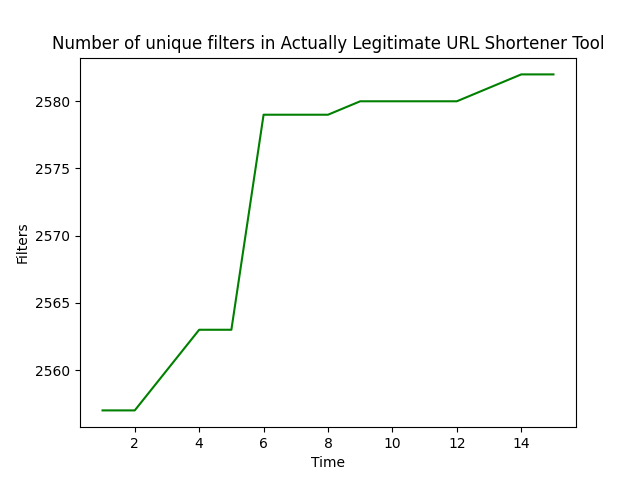 Number of unique filters in Actually Legitimate URL Shortener Tool
2580
2575
2570
2565
2560
Filters
2 4 6 8 10 12 14
Time